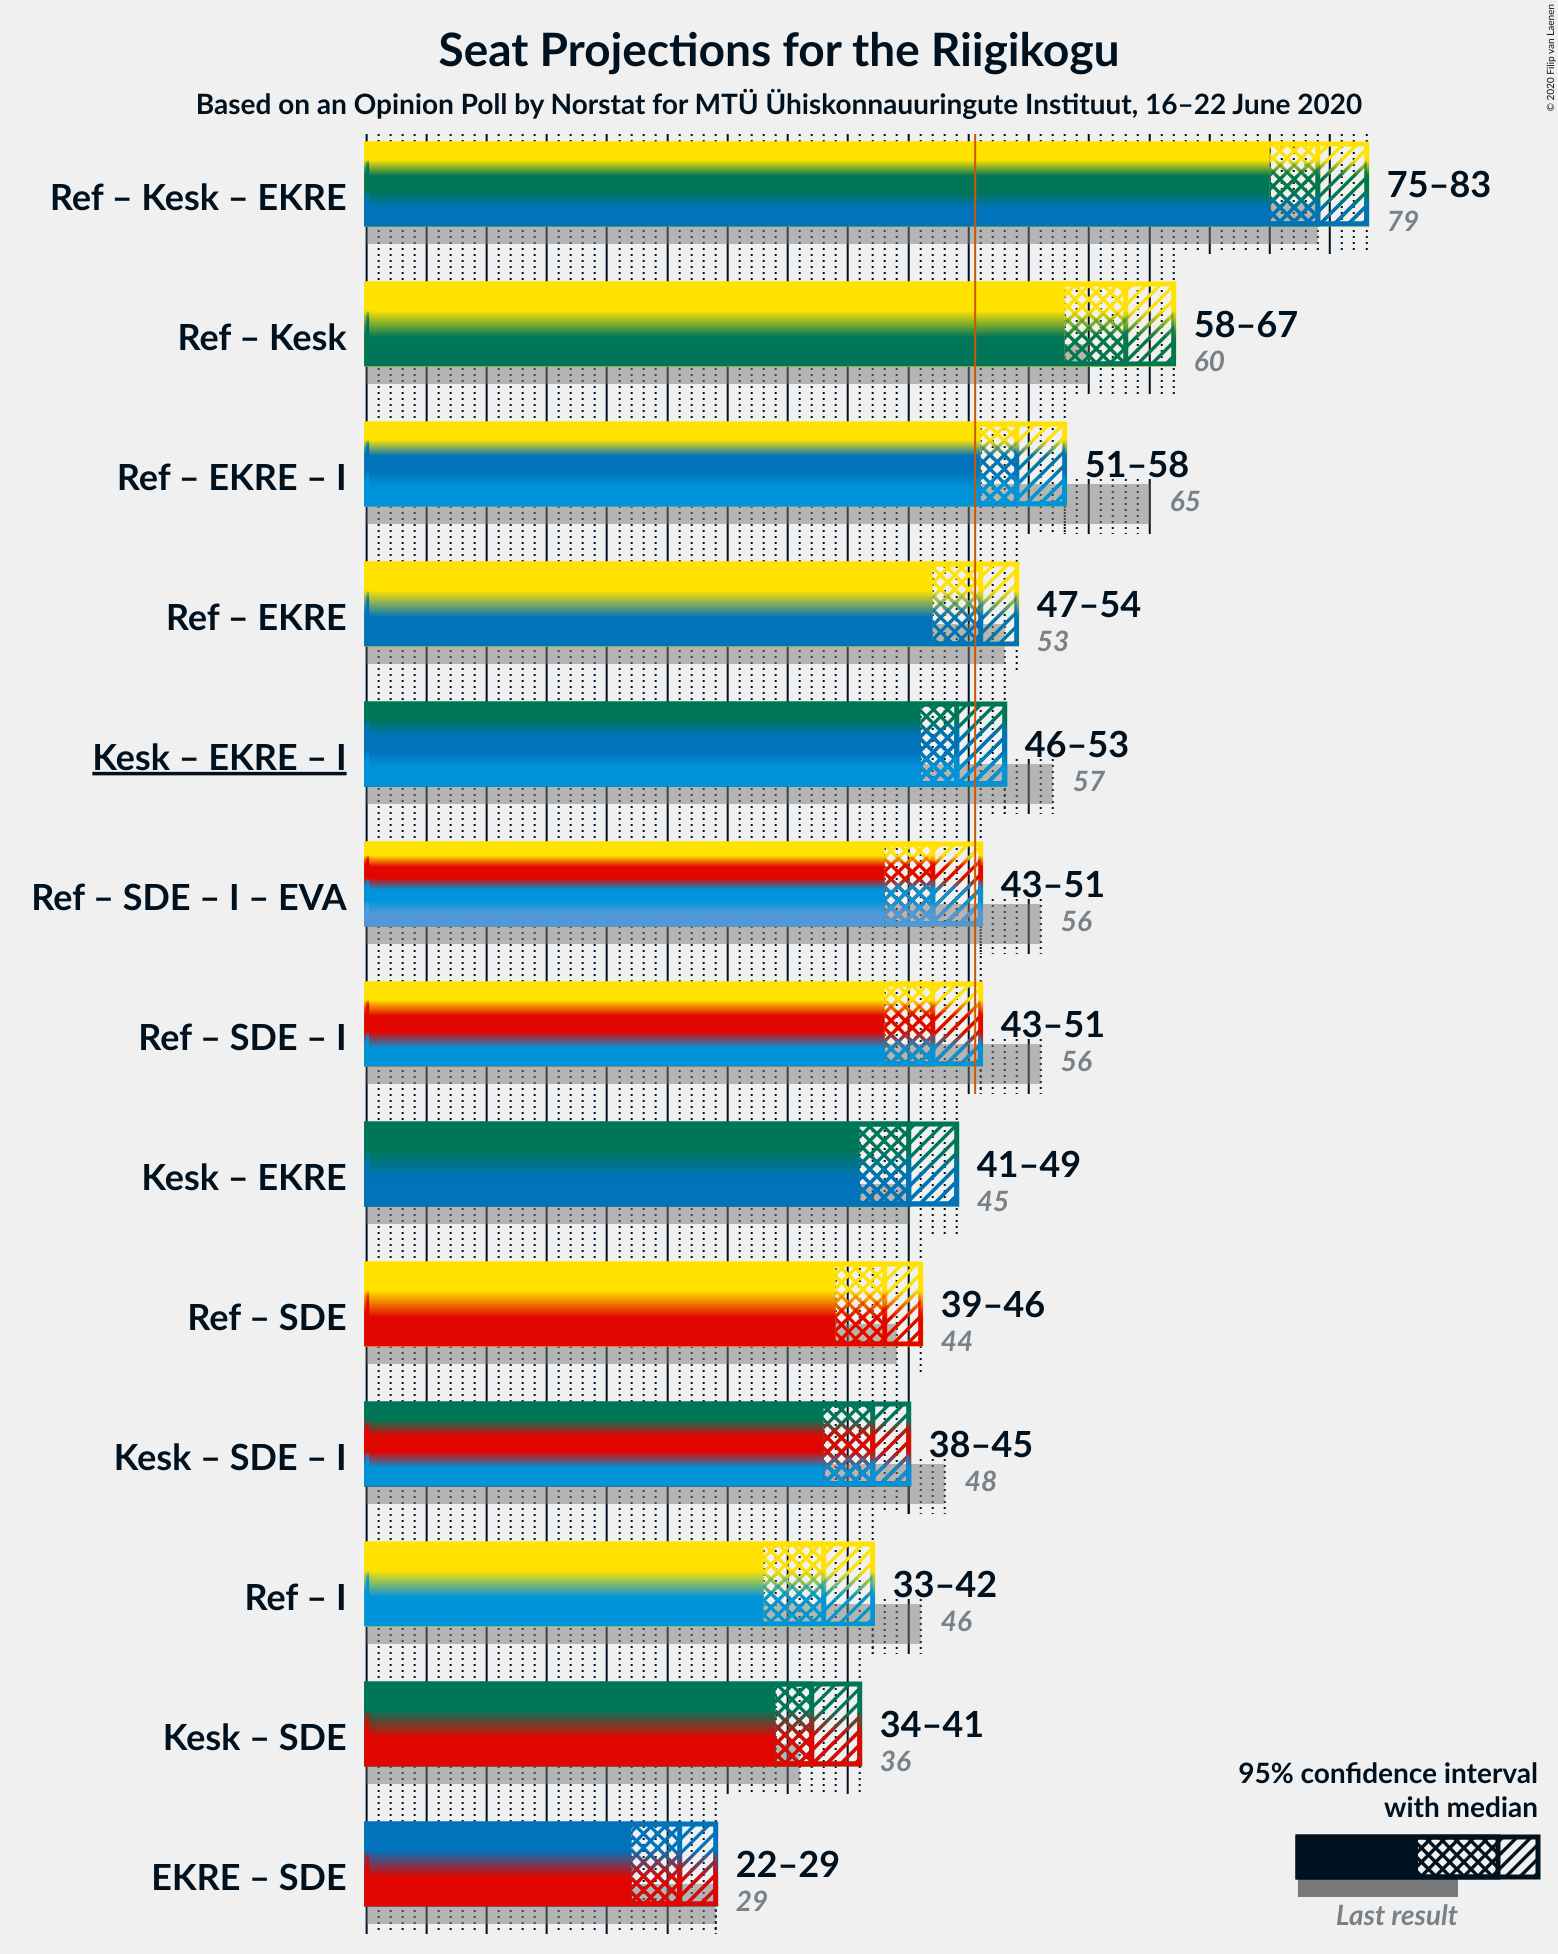 Seat Projections for the Riigikogu
Based on an Opinion Poll by Norstat for MTÜ Ühiskonnauuringute Instituut, 16–22 June 2020
© 2020 Filip van Laenen
Ref – Kesk – EKRE
75–83
79
Ref – Kesk
58–67
60
Ref – EKRE – I
51–58
65
Ref – EKRE
47–54
53
Kesk – EKRE – I
46–53
57
Ref – SDE – I – EVA
43–51
56
Ref – SDE – I
43–51
56
Kesk – EKRE
41–49
45
Ref – SDE
39–46
44
Kesk – SDE – I
38–45
48
Ref – I
33–42
46
Kesk – SDE
34–41
36
EKRE – SDE
22–29
29
95% confidence interval
with median
Last result